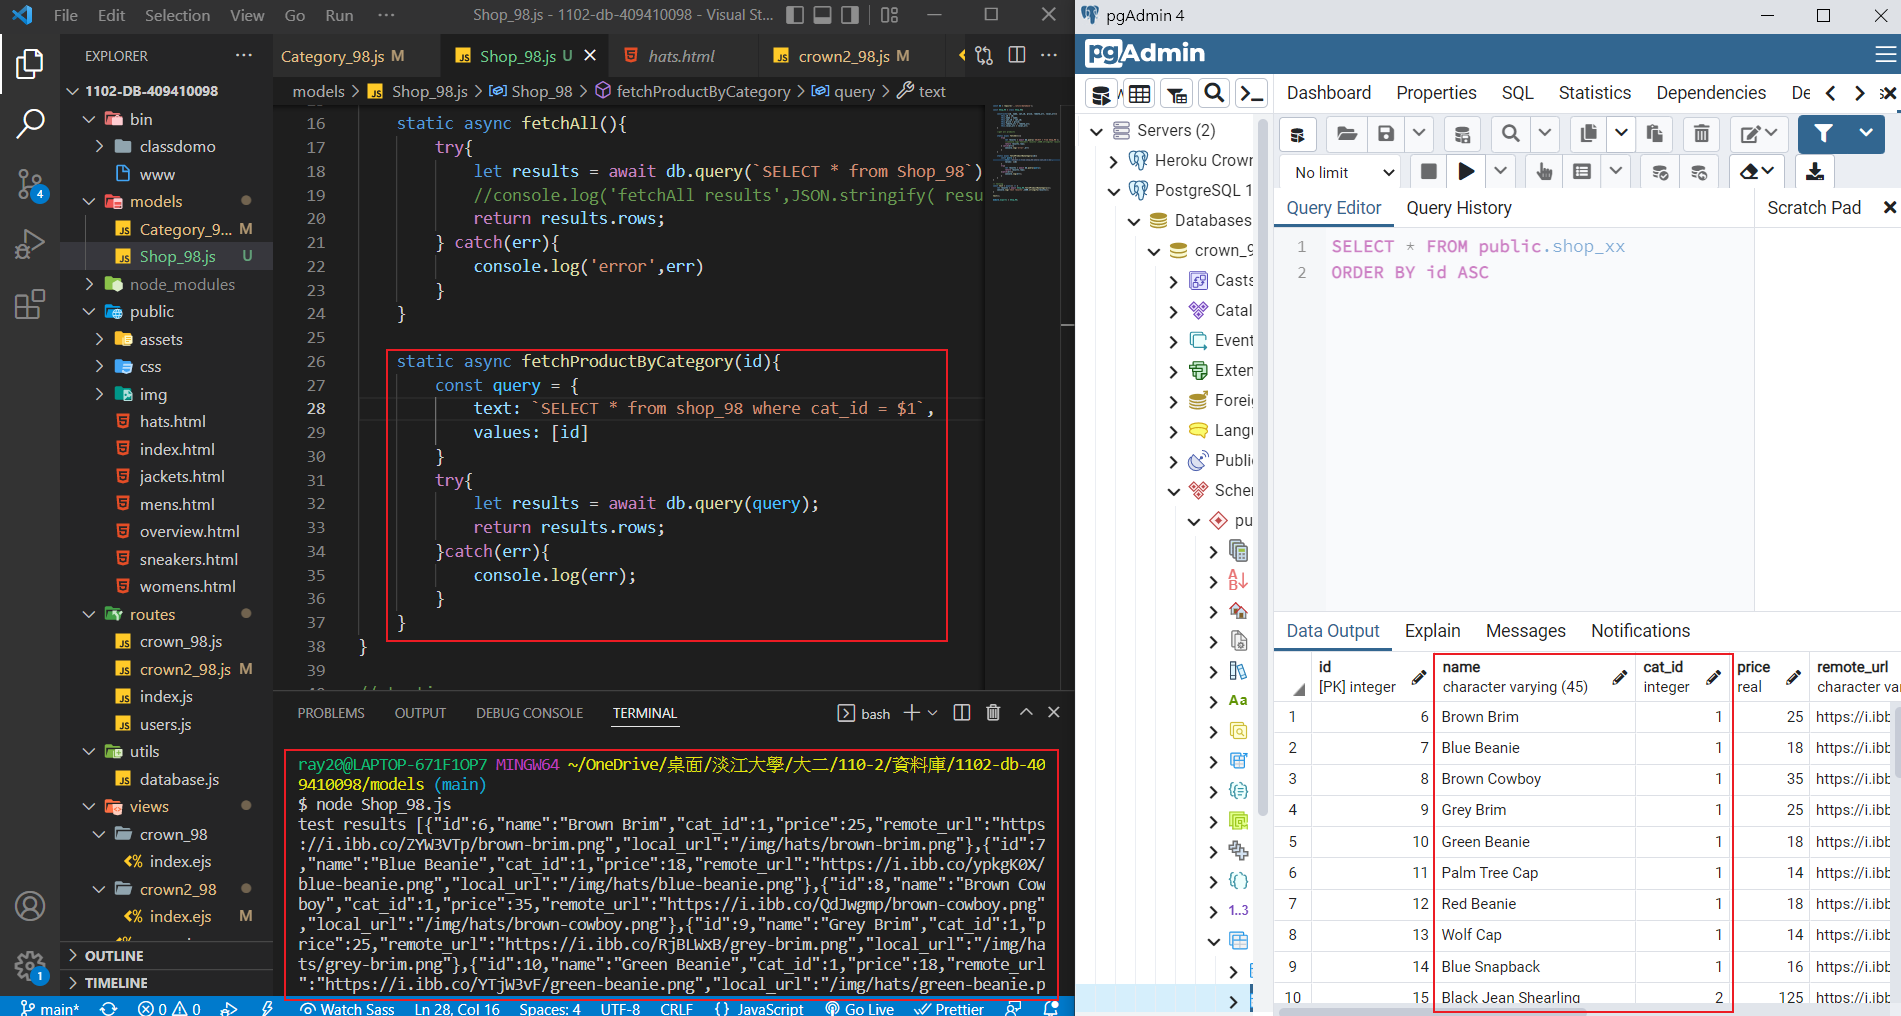 File Edit Selection View Go Run ··· Shop_98.js - 1102-db-409410098 - Visual St...
EXPLORER ···
1102-DB-409410098
bin
classdomo
www
models
Category_9... M
Shop_98.js U
node_modules
public
assets
css
img
hats.html
index.html
jackets.html
mens.html
overview.html
sneakers.html
womens.html
routes
crown_98.js
crown2_98.js M
index.js
users.js
utils
database.js
views
crown_98
index.ejs
crown2_98
index.ejs M
OUTLINE
TIMELINE
4
1
Category_98.js M Shop_98.js U hats.html crown2_98.js M
models > Shop_98.js > Shop_98 > fetchProductByCategory > query > text
16 static async fetchAll(){
17 try{
18 let results = await db.query(`SELECT * from Shop_98`)
19 //console.log('fetchAll results',JSON.stringify( resu
20 return results.rows;
21 } catch(err){
22 console.log('error',err)
23 }
24 }
25
26 static async fetchProductByCategory(id){
27 const query = {
28 text: `SELECT * from shop_98 where cat_id = $1`,
29 values: [id]
30 }
31 try{
32 let results = await db.query(query);
33 return results.rows;
34 }catch(err){
35 console.log(err);
36 }
37 }
38 }
39
PROBLEMS OUTPUT DEBUG CONSOLE TERMINAL bash
ray20@LAPTOP-671F1OP7 MINGW64 ~/OneDrive/桌面/淡江大學/大二/110-2/資料庫/1102-db-40
9410098/models (main)
$ node Shop_98.js
test results [{"id":6,"name":"Brown Brim","cat_id":1,"price":25,"remote_url":"https
://i.ibb.co/ZYW3VTp/brown-brim.png","local_url":"/img/hats/brown-brim.png"},{"id":7
,"name":"Blue Beanie","cat_id":1,"price":18,"remote_url":"https://i.ibb.co/ypkgK0X/
blue-beanie.png","local_url":"/img/hats/blue-beanie.png"},{"id":8,"name":"Brown Cow
boy","cat_id":1,"price":35,"remote_url":"https://i.ibb.co/QdJwgmp/brown-cowboy.png"
,"local_url":"/img/hats/brown-cowboy.png"},{"id":9,"name":"Grey Brim","cat_id":1,"p
rice":25,"remote_url":"https://i.ibb.co/RjBLWxB/grey-brim.png","local_url":"/img/ha
ts/grey-brim.png"},{"id":10,"name":"Green Beanie","cat_id":1,"price":18,"remote_url
":"https://i.ibb.co/YTjW3vF/green-beanie.png","local_url":"/img/hats/green-beanie.p
main* 0 0 Watch Sass Ln 28, Col 16 Spaces: 4 UTF-8 CRLF {} JavaScript Go Live Prettier
pgAdmin 4
pgAdmin
Dashboard Properties SQL Statistics Dependencies De
Servers (2)
Heroku Crown
PostgreSQL 1
Databases
crown_9
Casts
Catal
Event
Exten
Foreig
Langu
Public
Schem
pu
Aa
1..3
No limit
Query Editor Query History Scratch Pad
1 SELECT * FROM public.shop_xx
2 ORDER BY id ASC
Data Output Explain Messages Notifications
id name cat_id price remote_url
[PK] integer character varying (45) integer real character va
1 6 Brown Brim 1 25 https://i.ibb
2 7 Blue Beanie 1 18 https://i.ibb
3 8 Brown Cowboy 1 35 https://i.ibb
4 9 Grey Brim 1 25 https://i.ibb
5 10 Green Beanie 1 18 https://i.ibb
6 11 Palm Tree Cap 1 14 https://i.ibb
7 12 Red Beanie 1 18 https://i.ibb
8 13 Wolf Cap 1 14 https://i.ibb
9 14 Blue Snapback 1 16 https://i.ibb
10 15 Black Jean Shearling 2 125 https://i.ibb